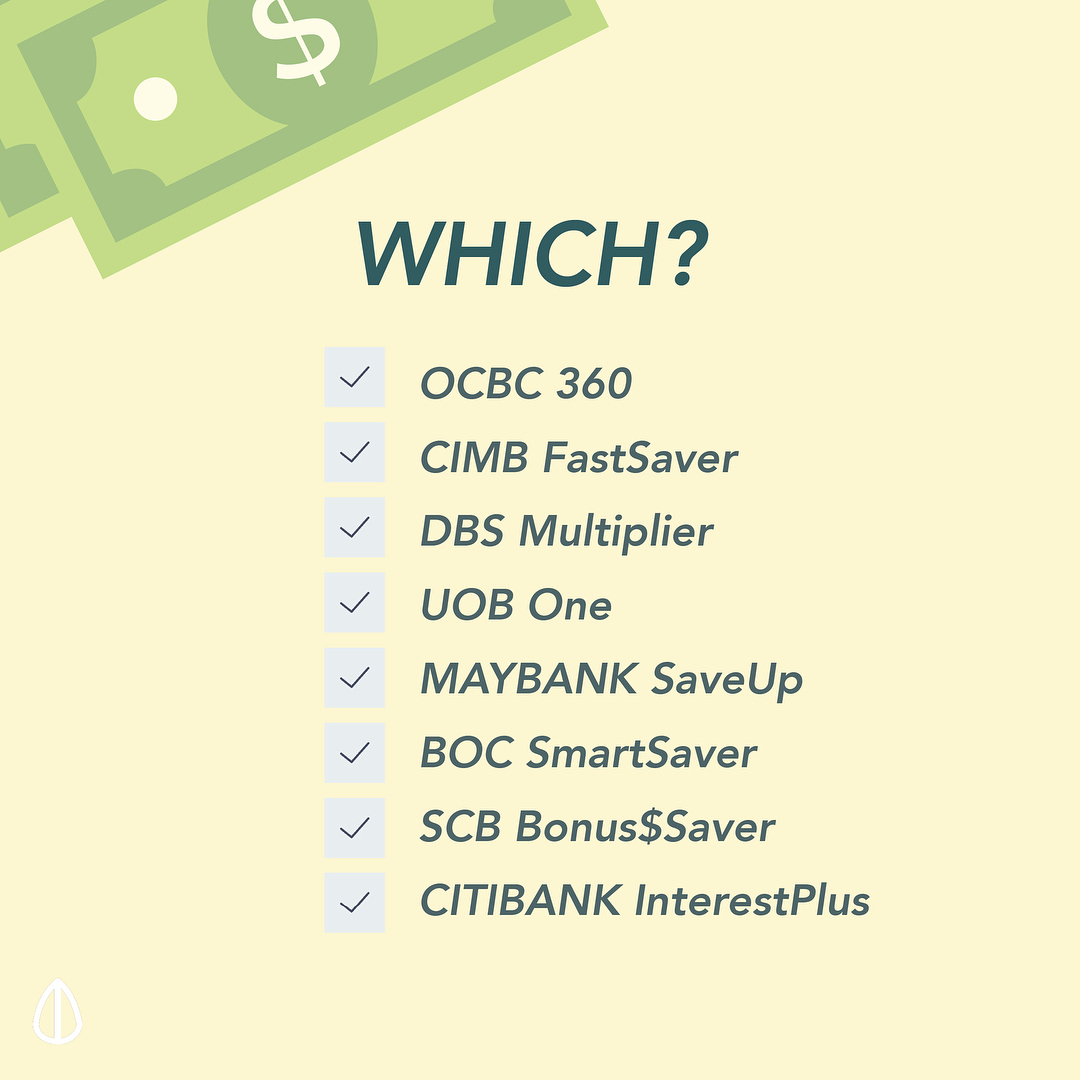 $
WHICH?
OCBC 360
CIMB FastSaver
DBS Multiplier
UOB One
MAYBANK SaveUp
BOC SmartSaver
SCB Bonus$Saver
CITIBANK InterestPlus